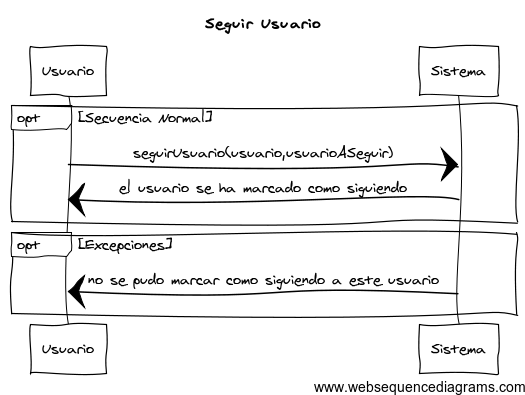 Seguir Usuario
Usuario
Sistema
opt
[Secuencia Normal]
seguirUsuario(usuario,usuarioASeguir)
el usuario se ha marcado como siguiendo
opt
[Excepciones]
no se pudo marcar como siguiendo a este usuario
Usuario
Sistema
www.websequencediagrams.com